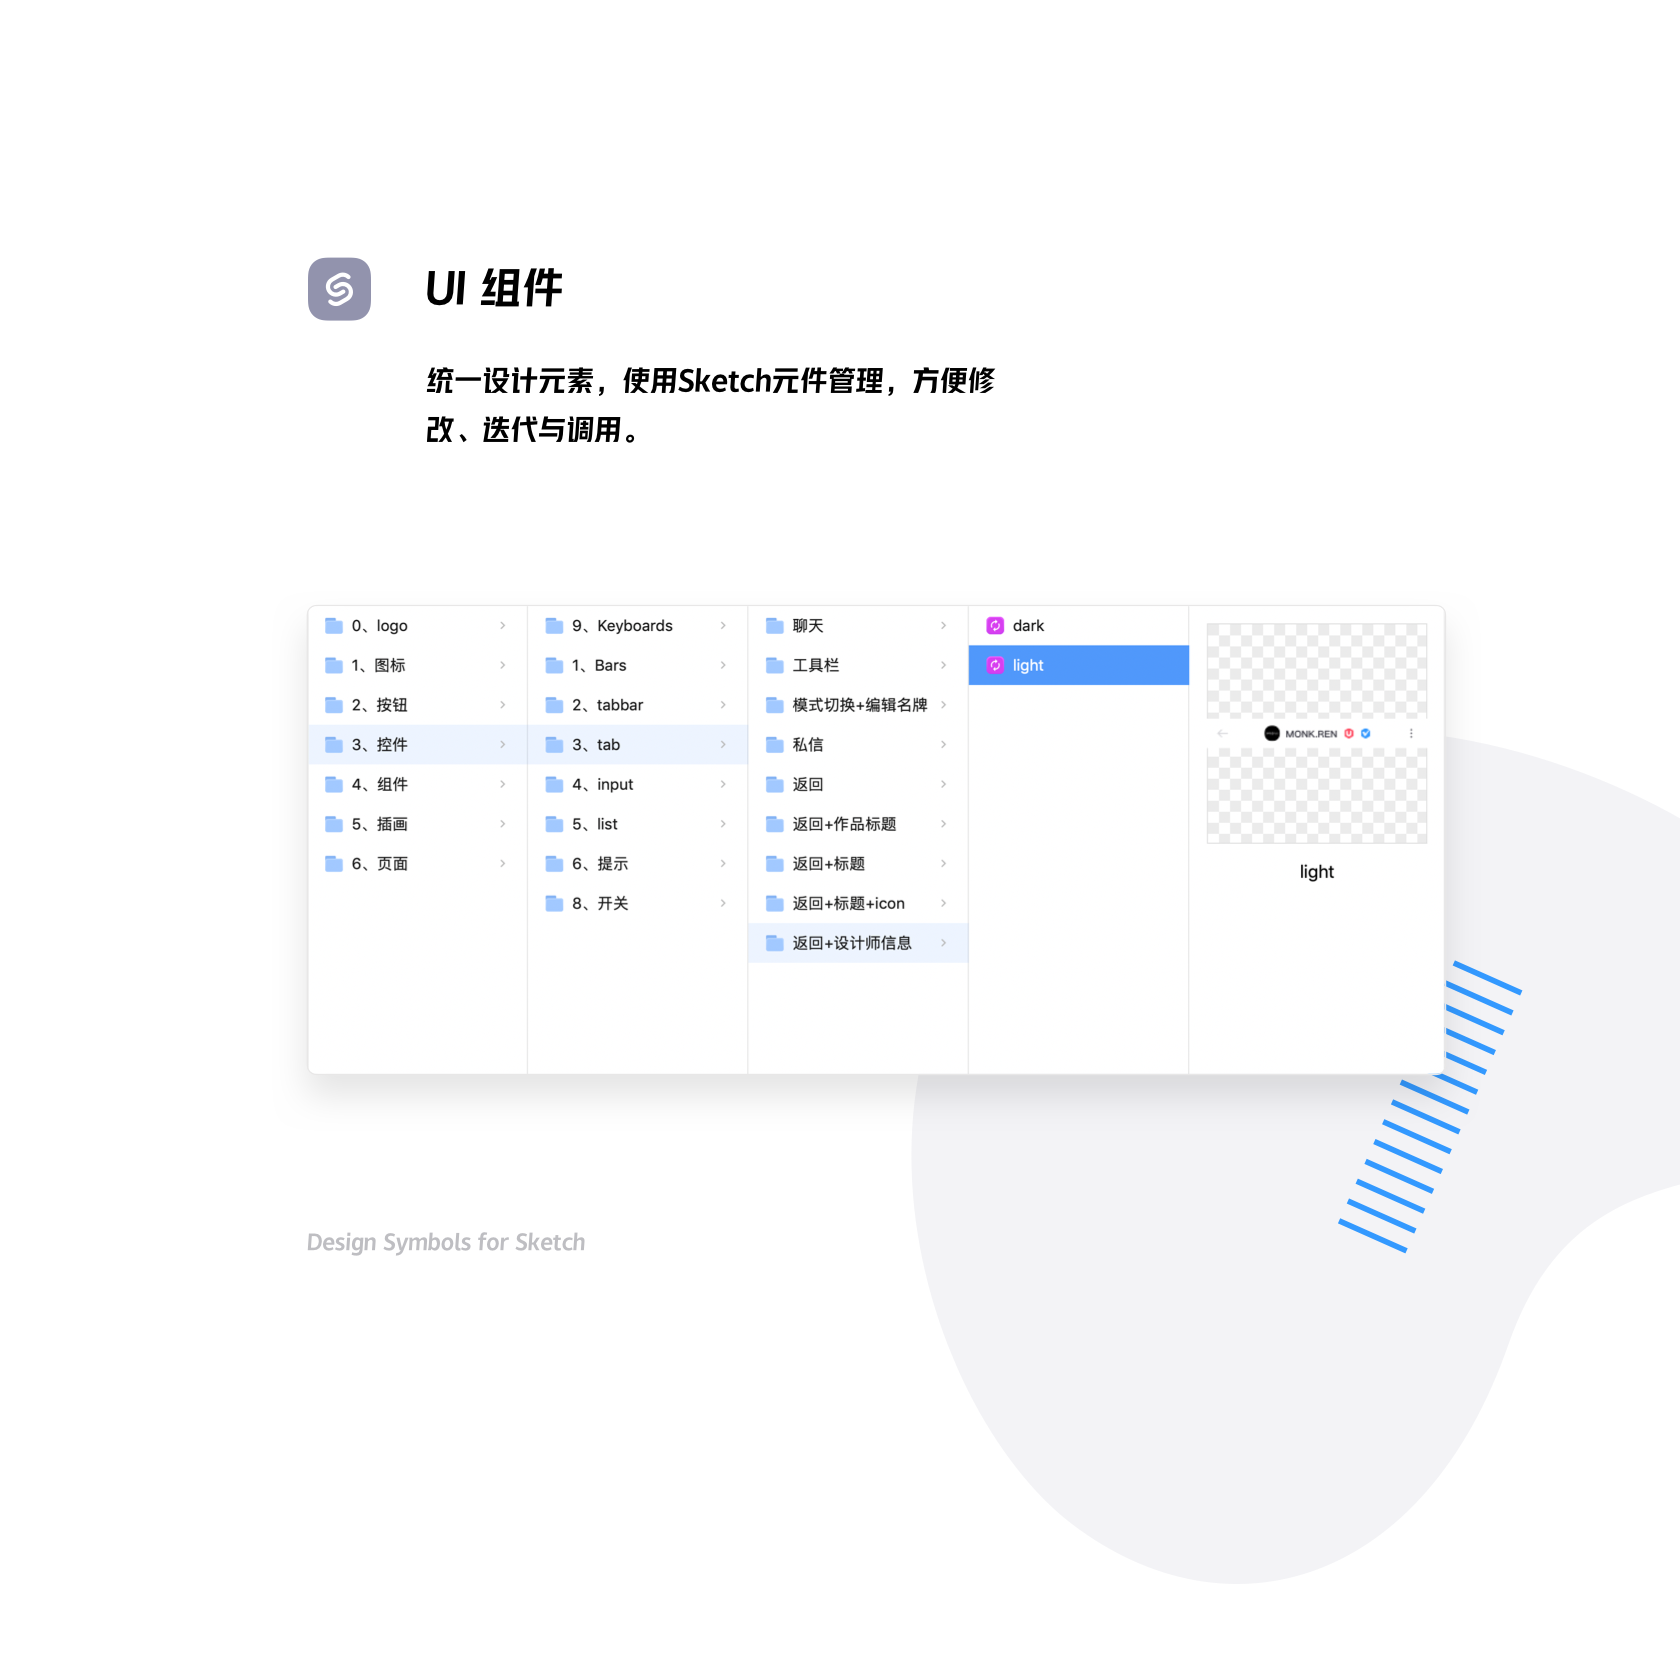 UI 组件
统一设计元素，使用Sketch元件管理，方便修
改、迭代与调用。
0、logo
1、图标
2、按钮
3、控件
4、组件
5、插画
6、页面
9、Keyboards
1、Bars
2、tabbar
3、tab
4、input
5、list
6、提示
8、开关
聊天
工具栏
模式切换+编辑名牌
私信
返回
返回+作品标题
返回+标题
返回+标题+icon
返回+设计师信息
dark
light
MONK.REN
light
Design Symbols for Sketch